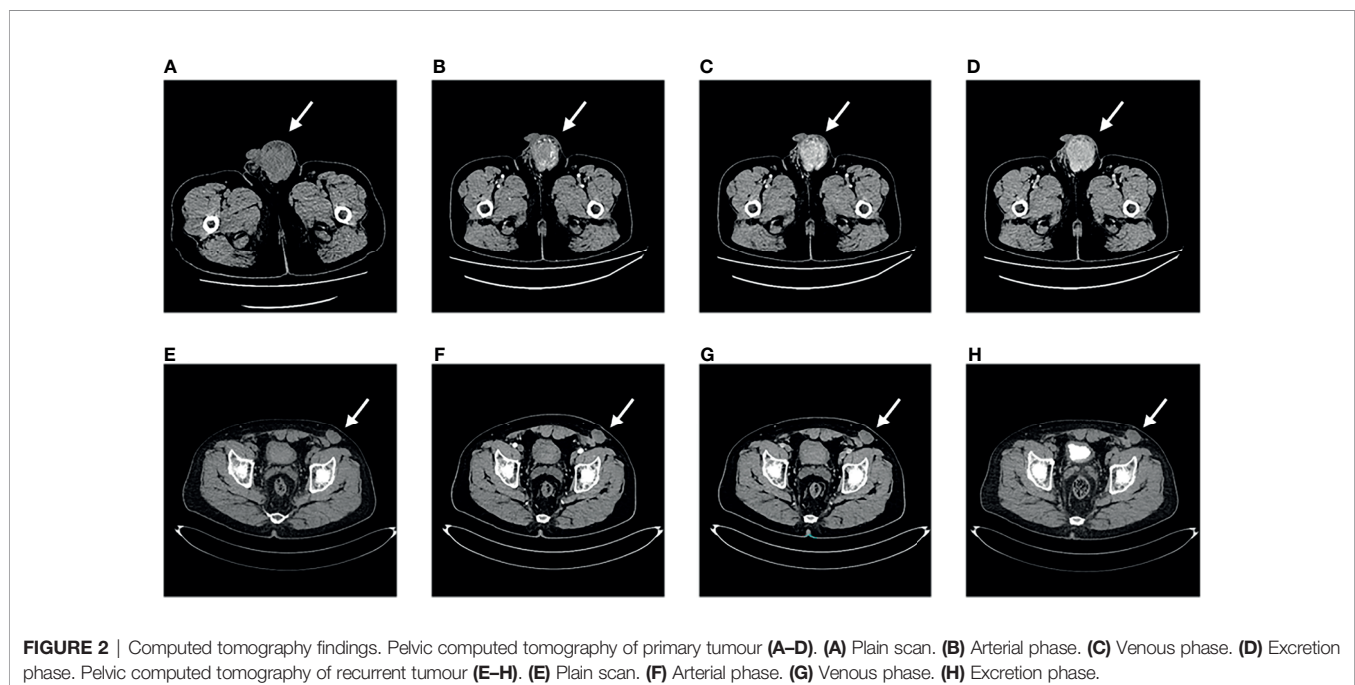 A
B
C
D
E
F
G
H
FIGURE 2 | Computed tomography findings. Pelvic computed tomography of primary tumour (A–D). (A) Plain scan. (B) Arterial phase. (C) Venous phase. (D) Excretion
phase. Pelvic computed tomography of recurrent tumour (E–H). (E) Plain scan. (F) Arterial phase. (G) Venous phase. (H) Excretion phase.